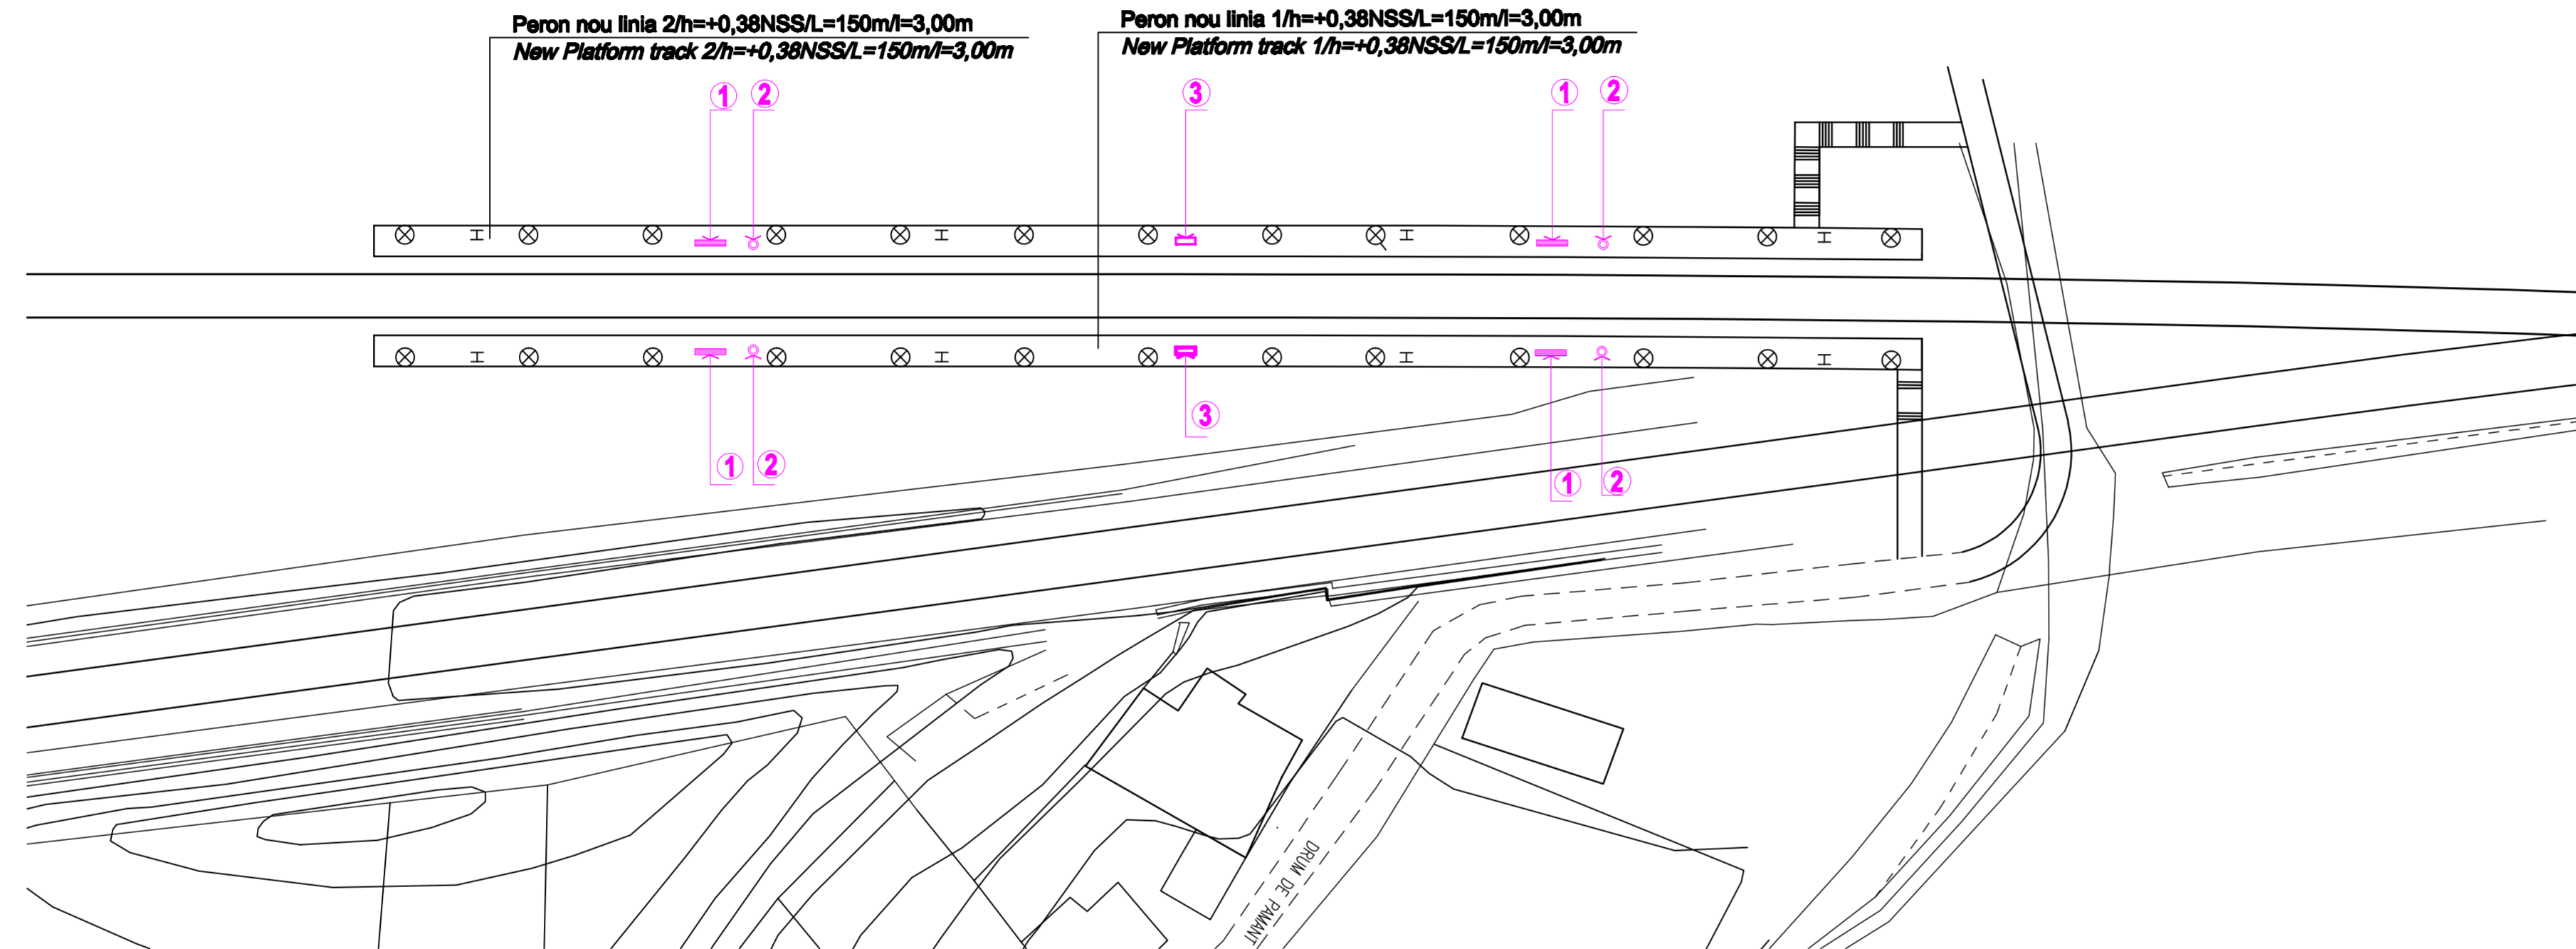 Peron nou linia 2/h=+0,38NSS/L=150m/l=3,00m
New Platform track 2/h=+0,38NSS/L=150m/l=3,00m
Peron nou linia 1/h=+0,38NSS/L=150m/l=3,00m
New Platform track 1/h=+0,38NSS/L=150m/l=3,00m
1 2 3 1 2
3
1 2 1 2
DRUM DE PAMANT